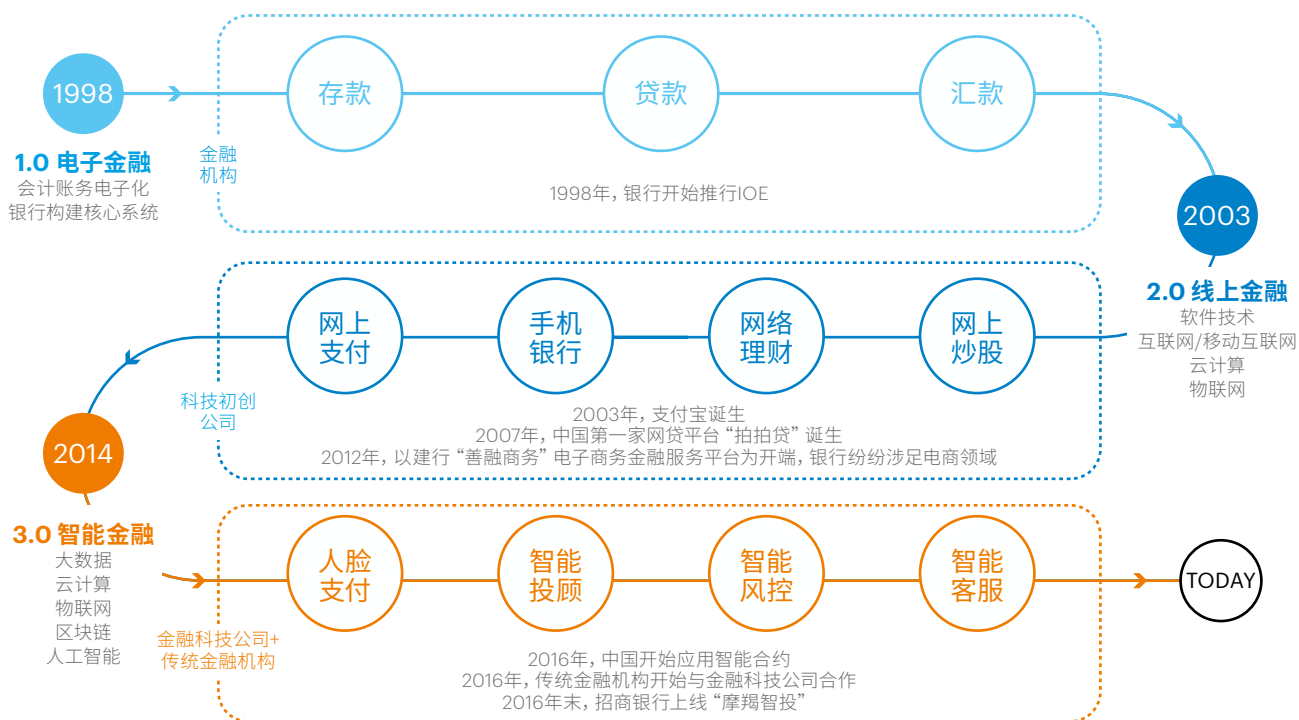 1998
存款
贷款
汇款
1.0 电子金融
会计账务电子化
银行构建核心系统
金融
机构
1998年，银行开始推行IOE
2003
2.0 线上金融
软件技术
互联网/移动互联网
云计算
物联网
网上
支付
手机
银行
网络
理财
网上
炒股
科技初创
公司
2003年，支付宝诞生
2007年，中国第一家网贷平台“拍拍贷”诞生
2012年，以建行“善融商务”电子商务金融服务平台为开端，银行纷纷涉足电商领域
2014
3.0 智能金融
大数据
云计算
物联网
区块链
人工智能
人脸
支付
智能
投顾
智能
风控
智能
客服
TODAY
金融科技公司+
传统金融机构
2016年，中国开始应用智能合约
2016年，传统金融机构开始与金融科技公司合作
2016年末，招商银行上线“摩羯智投”